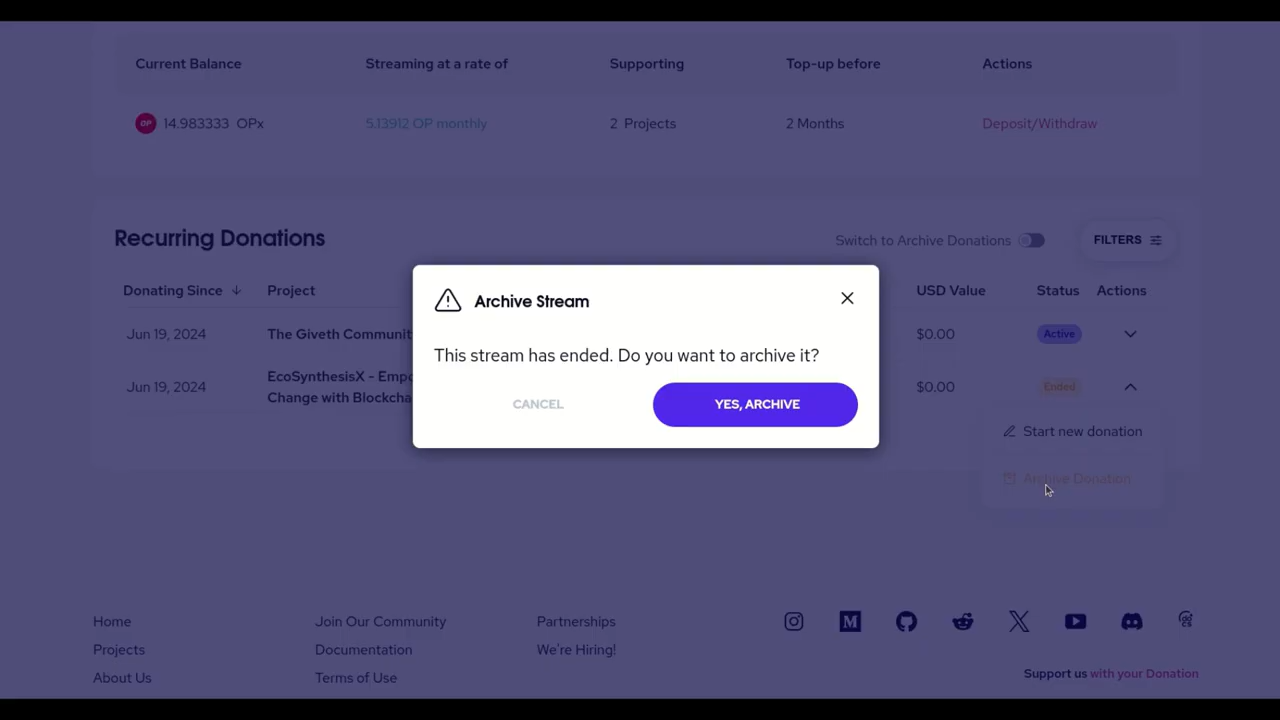 Current Balance Streaming at a rate of Supporting Top-up before Actions
OP 14.983333 OPx 5.13912 OP monthly 2 Projects 2 Months Deposit/Withdraw
Recurring Donations Switch to Archive Donations FILTERS
Donating Since Project USD Value Status Actions
Archive Stream
Jun 19, 2024 The Giveth Communit $0.00 Active
This stream has ended. Do you want to archive it?
Jun 19, 2024 EcoSynthesisX - Emp $0.00 Ended
Change with Blockcha
CANCEL YES, ARCHIVE
Start new donation
Archive Donation
Home Join Our Community Partnerships
Projects Documentation We're Hiring!
About Us Terms of Use Support us with your Donation